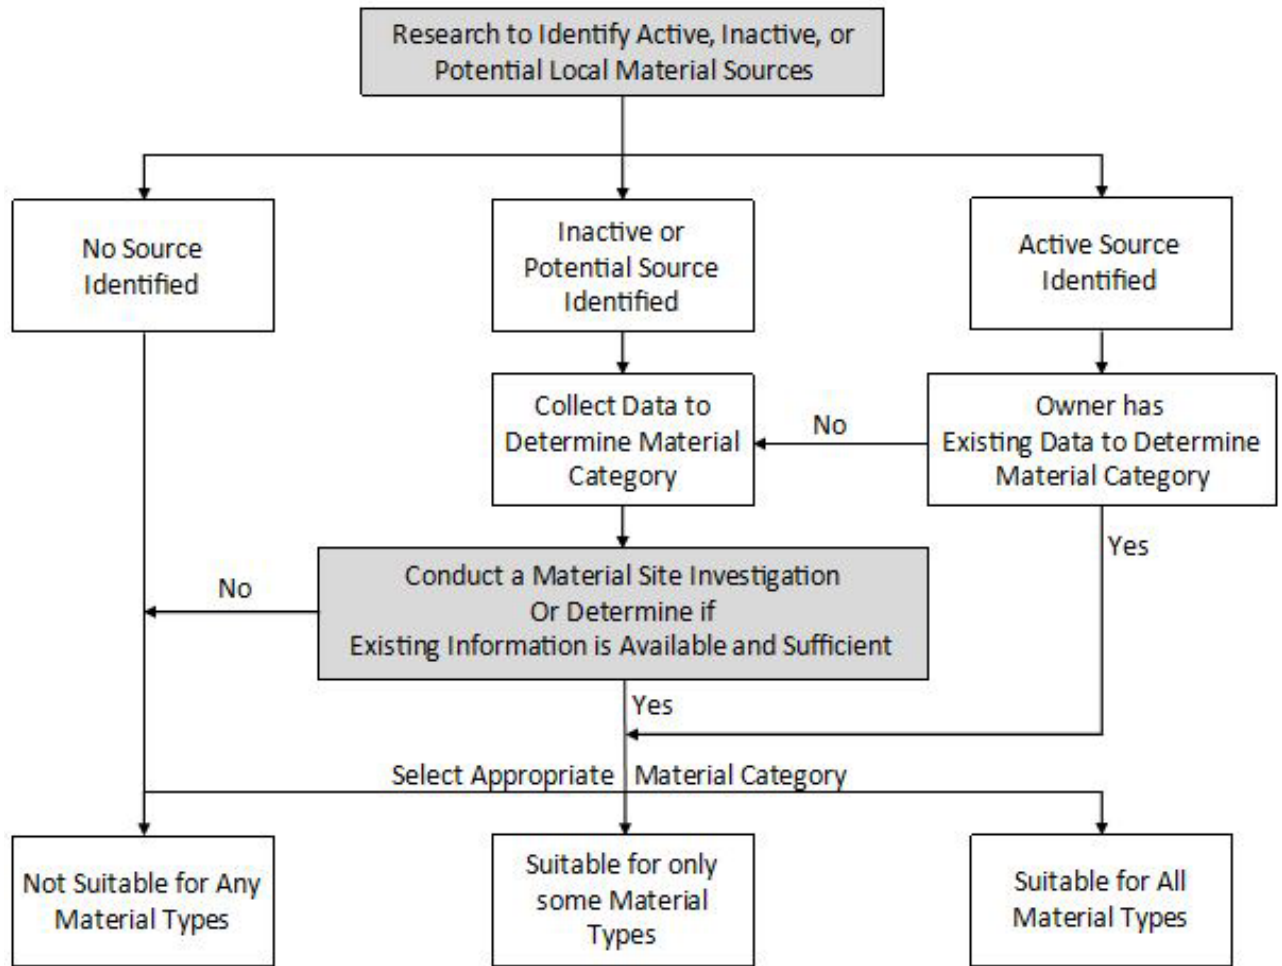 Research to Identify Active, Inactive, or
Potential Local Material Sources
No Source
Identified
Inactive or
Potential Source
Identified
Active Source
Identified
Collect Data to
Determine Material
Category
No
Owner has
Existing Data to Determine
Material Category
Yes
No
Conduct a Material Site Investigation
Or Determine if
Existing Information is Available and Sufficient
Yes
Select Appropriate Material Category
Not Suitable for Any
Material Types
Suitable for only
some Material
Types
Suitable for All
Material Types